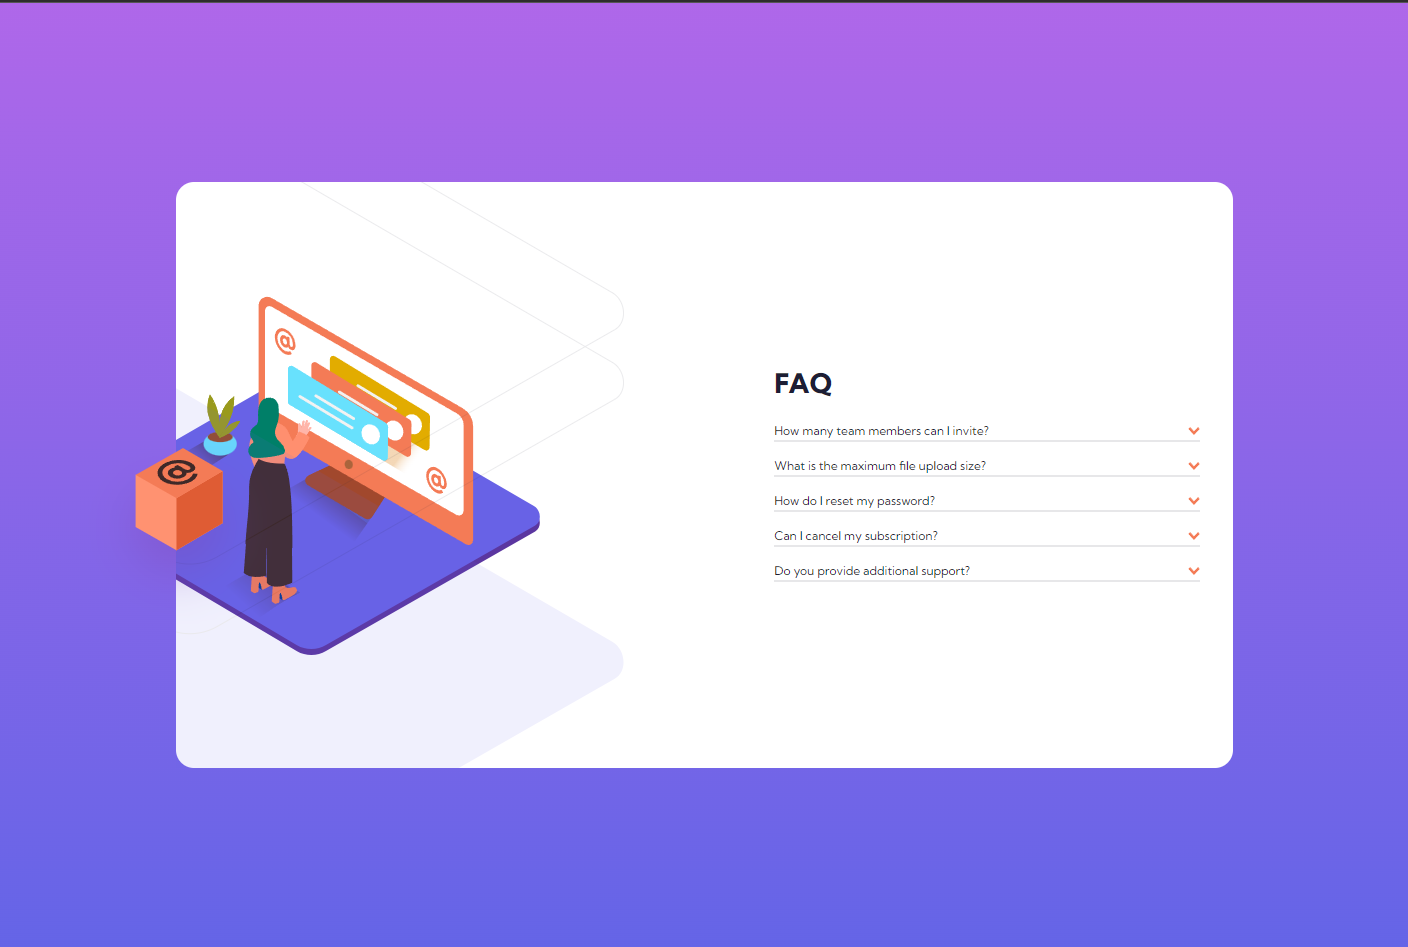 @
@
@
FAQ
How many team members can I invite?
What is the maximum file upload size?
How do I reset my password?
Can I cancel my subscription?
Do you provide additional support?